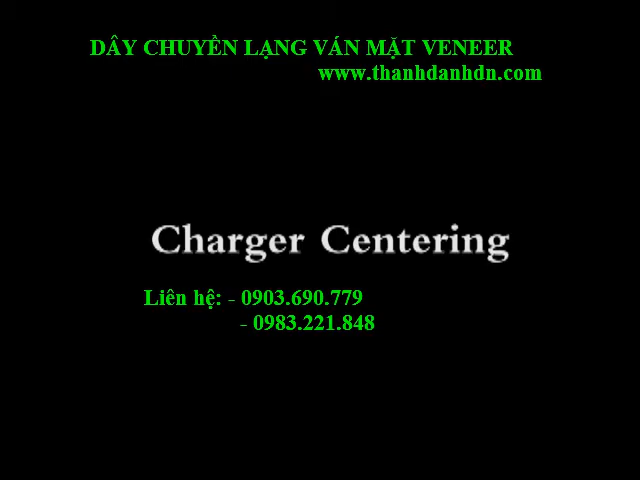 DÂY CHUYỀN LẠNG VÁN MẶT VENEER
www.thanhdanhdn.com
Charger Centering
Liên hệ: - 0903.690.779
- 0983.221.848